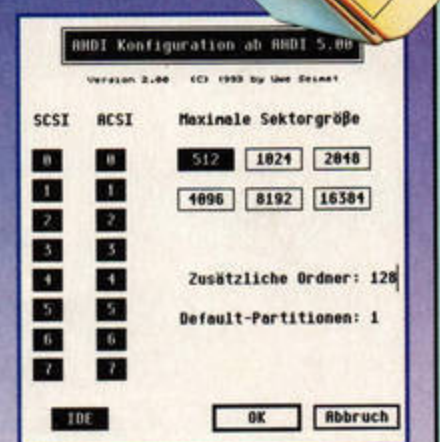 AHDI Konfiguration ab AHDI 5.00
Version 2.00 (C) 1993 by Uwe Seimet
SCSI ACSI Maximale Sektorgröβe
0 0 512 1024 2048
1 1 4096 8192 16384
2 2
3 3
4 4 Zusätzliche Ordner: 128
5 5 Default-Partitionen: 1
6 6
7 7
IDE OK Abbruch